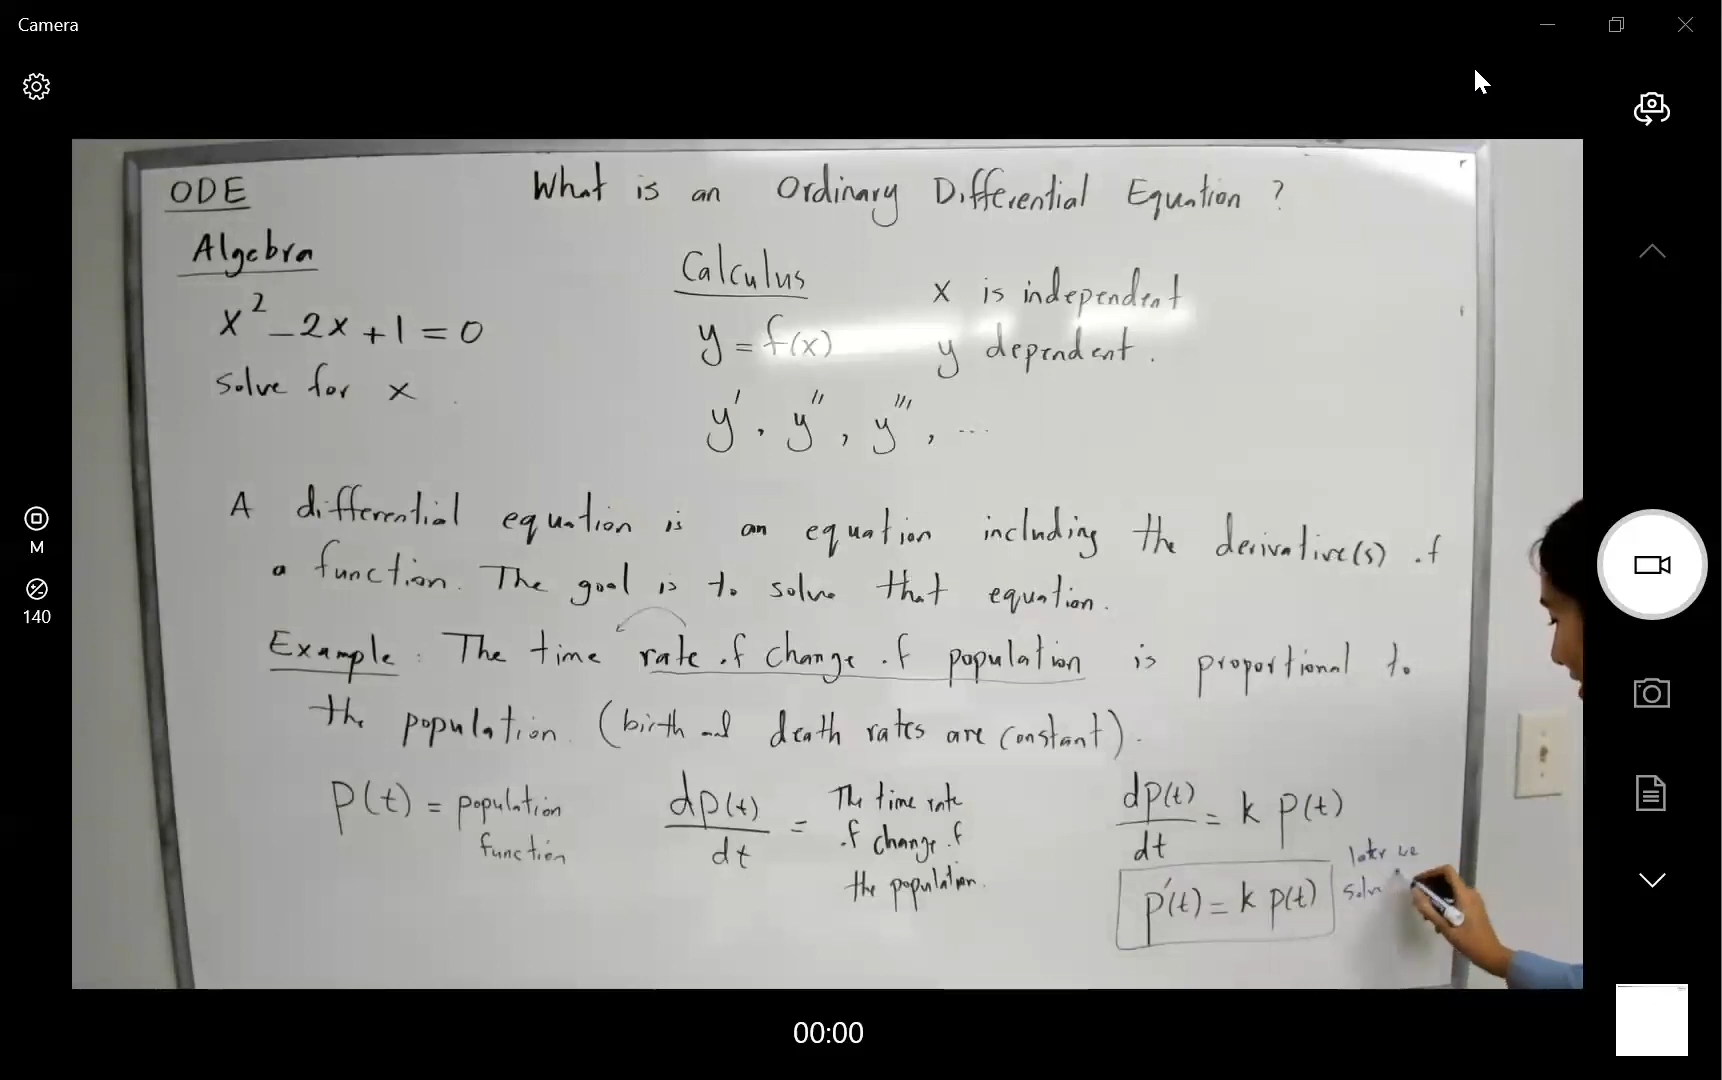 Camera
ODE
What is an Ordinary Differential Equation ?
Algebra
x² - 2x + 1 = 0
solve for x
Calculus
y = f(x)
y', y'', y''', ...
x is independent
y dependent.
A differential equation is an equation including the derivative(s) of
a function. The goal is to solve that equation.
Example: The time rate of change of population is proportional to
the population. (birth and death rates are constant).
P(t) = population
function
dp(t)/dt = The time rate
of change of
the population.
dp(t)/dt = k P(t)
p'(t) = k p(t)
later we
solv
M
140
00:00